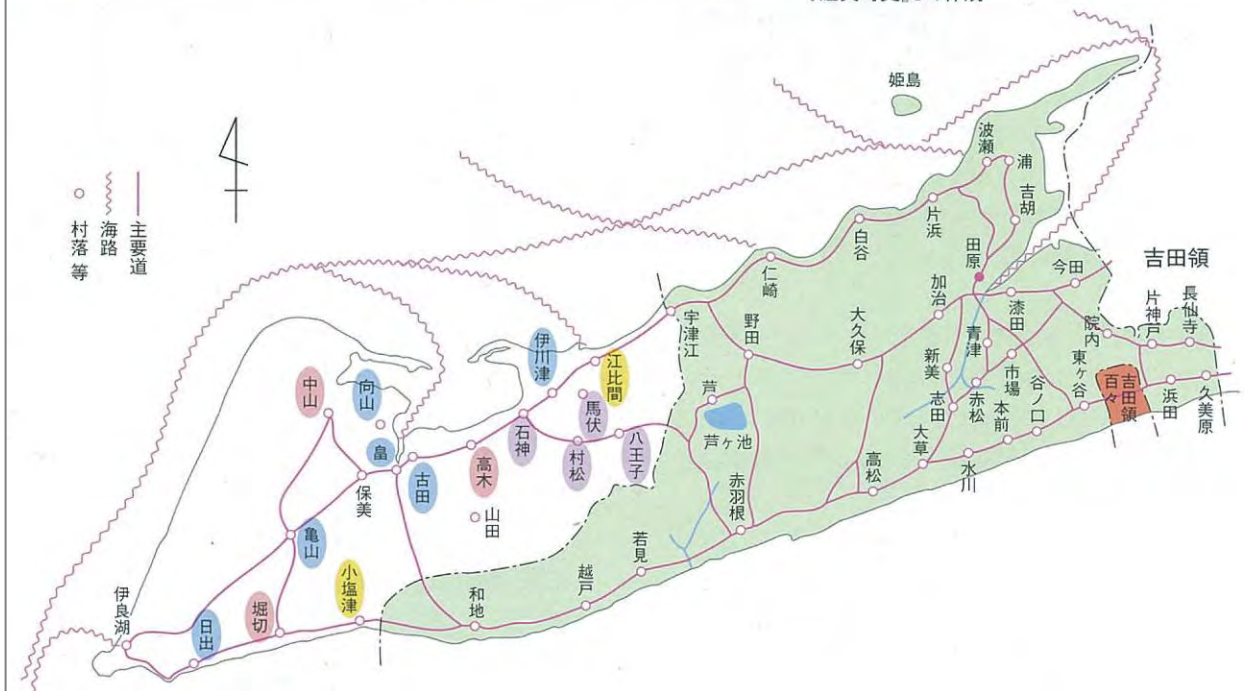 姫島
主要道
海路
村落 等
波瀬
浦
吉胡
片浜
白谷
田原
仁崎
加治
今田
吉田領
漆田
片神戸
長仙寺
宇津江
野田
大久保
青津
院内
新美
市場
東ヶ谷
伊川津
江比間
芦
志田
赤松
谷ノ口
百々
吉田領
浜田
久美原
中山
向山
馬伏
芦ヶ池
本前
石神
村松
八王子
大草
畠
古田
高木
赤羽根
高松
水川
保美
山田
亀山
若見
小塩津
越戸
和地
伊良湖
堀切
日出